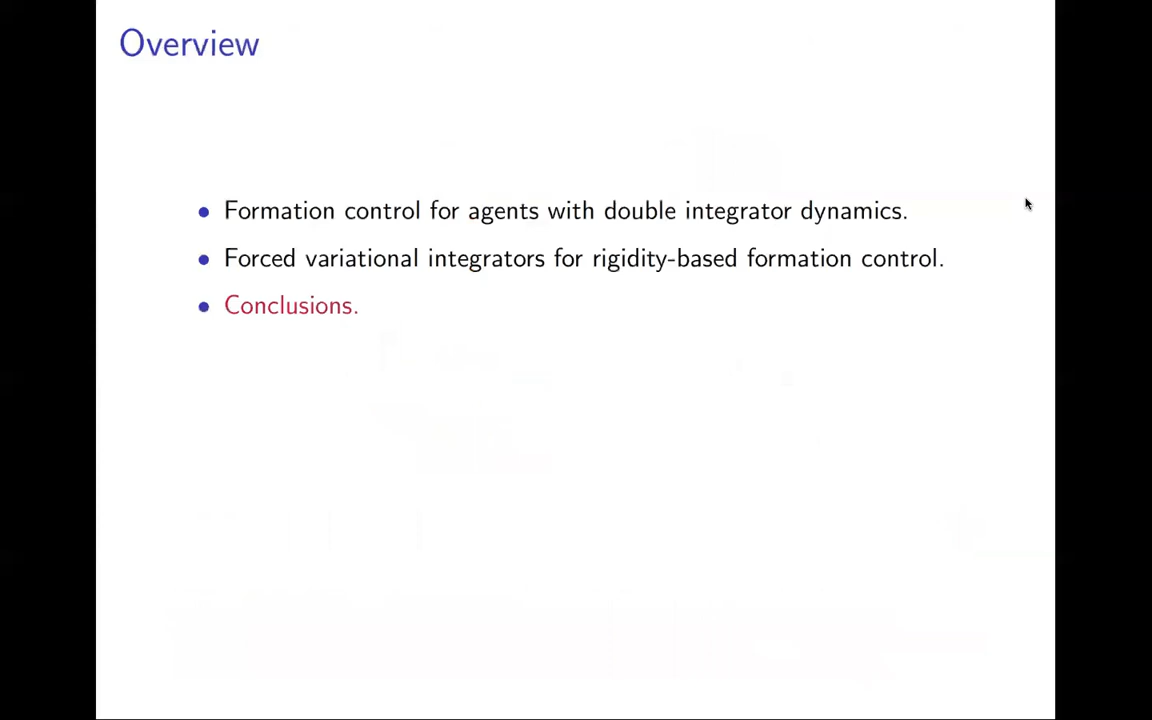 Overview
• Formation control for agents with double integrator dynamics.
• Forced variational integrators for rigidity-based formation control.
• Conclusions.